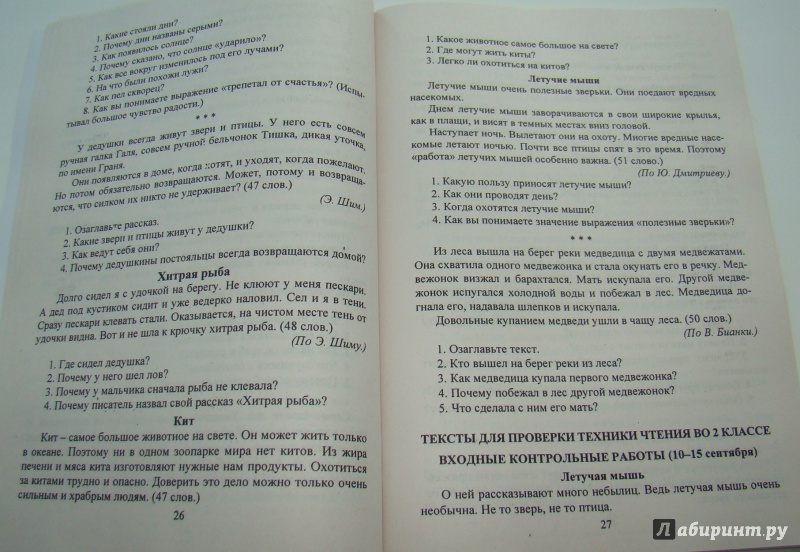 1. Какие стояли дни?
2. Почему дни названы серыми?
3. Как появилось солнце?
4. Почему сказано, что солнце «ударило»?
5. Как все вокруг изменилось под его лучами?
6. На что были похожи лужи?
7. Как пел скворец?
8. Как вы понимаете выражение «трепетал от счастья»? (Испы-
тывал большое чувство радости.)
* * *
У дедушки всегда живут звери и птицы. У него есть совсем
ручная галка Галя, совсем ручной бельчонок Тишка, дикая уточка,
по имени Граня.
Они появляются в доме, когда хотят, и уходят, когда пожелают.
Но потом обязательно возвращаются. Может, потому и возвраща-
ются, что силком их никто не удерживает? (47 слов.)
(Э. Шим.)
1. Озаглавьте рассказ.
2. Какие звери и птицы живут у дедушки?
3. Как ведут себя они?
4. Почему дедушкины постояльцы всегда возвращаются домой?
Хитрая рыба
Долго сидел я с удочкой на берегу. Не клюют у меня пескари.
А дед под кустиком сидит и уже ведерко наловил. Сел и я в тени.
Сразу пескари клевать стали. Оказывается, на чистом месте тень от
удочки видна. Вот и не шла к крючку хитрая рыба. (48 слов.)
(По Э. Шиму.)
1. Где сидел дедушка?
2. Почему у него шел лов?
3. Почему у мальчика сначала рыба не клевала?
4. Почему писатель назвал свой рассказ «Хитрая рыба»?
Кит
Кит – самое большое животное на свете. Он может жить только
в океане. Поэтому ни в одном зоопарке мира нет китов. Из жира
печени и мяса кита изготовляют нужные нам продукты. Охотиться
за китами трудно и опасно. Доверить это дело можно только очень
сильным и храбрым людям. (47 слов.)
26
1. Какое животное самое большое на свете?
2. Где могут жить киты?
3. Легко ли охотиться на китов?
Летучие мыши
Летучие мыши очень полезные зверьки. Они поедают вредных
насекомых.
Днем летучие мыши заворачиваются в свои широкие крылья,
как в плащи, и висят в темных местах вниз головой.
Наступает ночь. Вылетают они на охоту. Многие вредные насе-
комые летают ночью. Почти все птицы спят в это время. Поэтому
«работа» летучих мышей особенно важна. (51 слово.)
(По Ю. Дмитриеву.)
1. Какую пользу приносят летучие мыши?
2. Как они проводят день?
3. Когда охотятся летучие мыши?
4. Как вы понимаете значение выражения «полезные зверьки»?
* * *
Из леса вышла на берег реки медведица с двумя медвежатами.
Она схватила одного медвежонка и стала окунать его в речку. Мед-
вежонок визжал и барахтался. Мать искупала его. Другой медве-
жонок испугался холодной воды и побежал в лес. Медведица до-
гнала его, надавала шлепков и искупала.
Довольные купанием медведи ушли в чащу леса. (50 слов.)
(По В. Бианки.)
1. Озаглавьте текст.
2. Кто вышел на берег реки из леса?
3. Как медведица купала первого медвежонка?
4. Почему побежал в лес другой медвежонок?
5. Что сделала с ним его мать?
ТЕКСТЫ ДЛЯ ПРОВЕРКИ ТЕХНИКИ ЧТЕНИЯ ВО 2 КЛАССЕ
ВХОДНЫЕ КОНТРОЛЬНЫЕ РАБОТЫ (10–15 сентября)
Летучая мышь
О ней рассказывают много небылиц. Ведь летучая мышь очень
необычна. Не то зверь, не то птица.
27
Лабиринт.ру